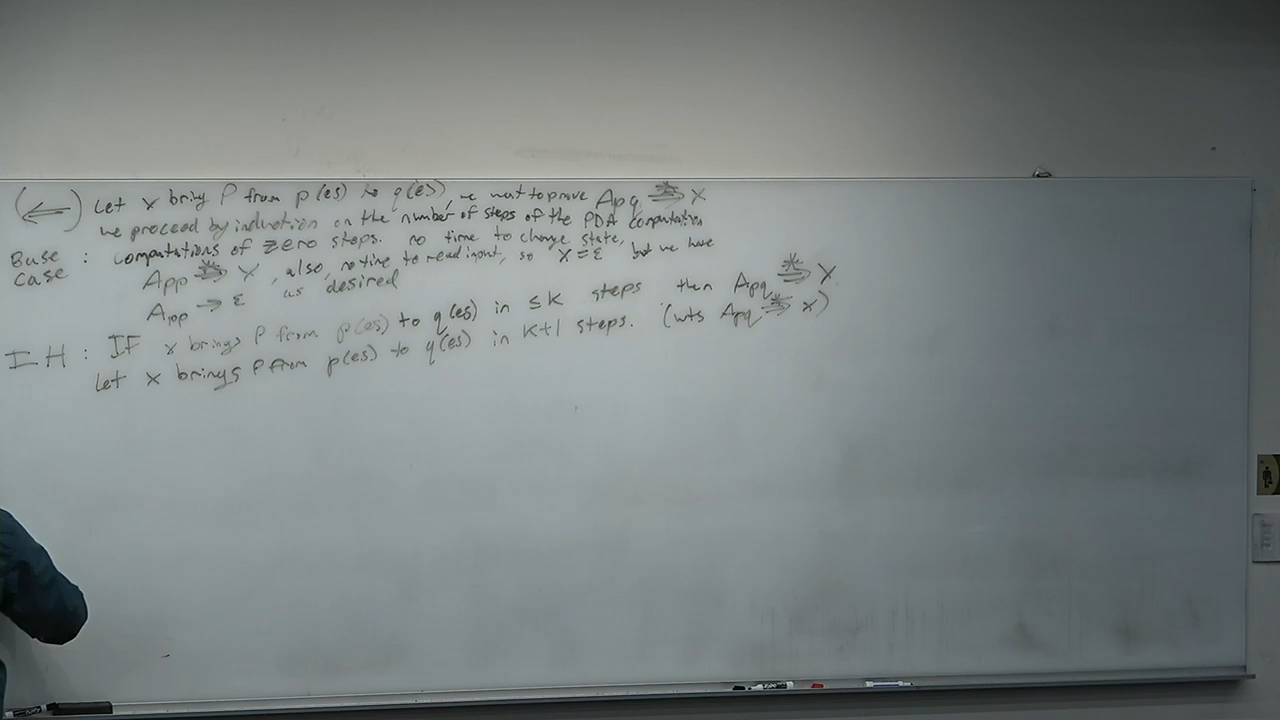 (⇐) Let x bring P from p(es) to q(es), we want to prove Apq ⇒* x
we proceed by induction on the number of steps of the PDA computation
Base Case : computations of zero steps. no time to change state,
App ⇒* x, also, no time to read input, so x = ε but we have
App → ε as desired
IH : IF x brings P from p(es) to q(es) in ≤ k steps then Apq ⇒* x
Let x brings P from p(es) to q(es) in k+1 steps. (wts Apq ⇒* x)